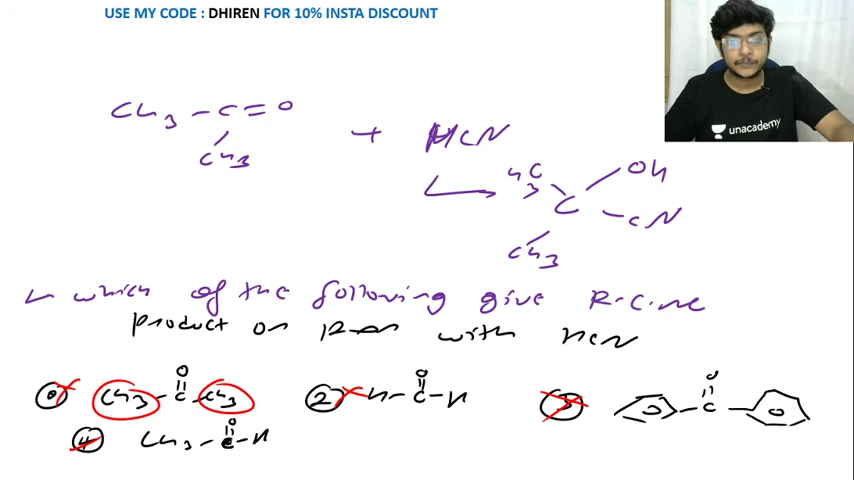 USE MY CODE : DHIREN FOR 10% INSTA DISCOUNT
unacademy
CH3 - C = O
CH3
+ HCN
H3C OH
C - CN
CH3
which of the following give R.C. me
product on rxn with HCN
① CH3 C CH3 ② H - C - H ③ C
O O O
④ CH3 - C - H
O